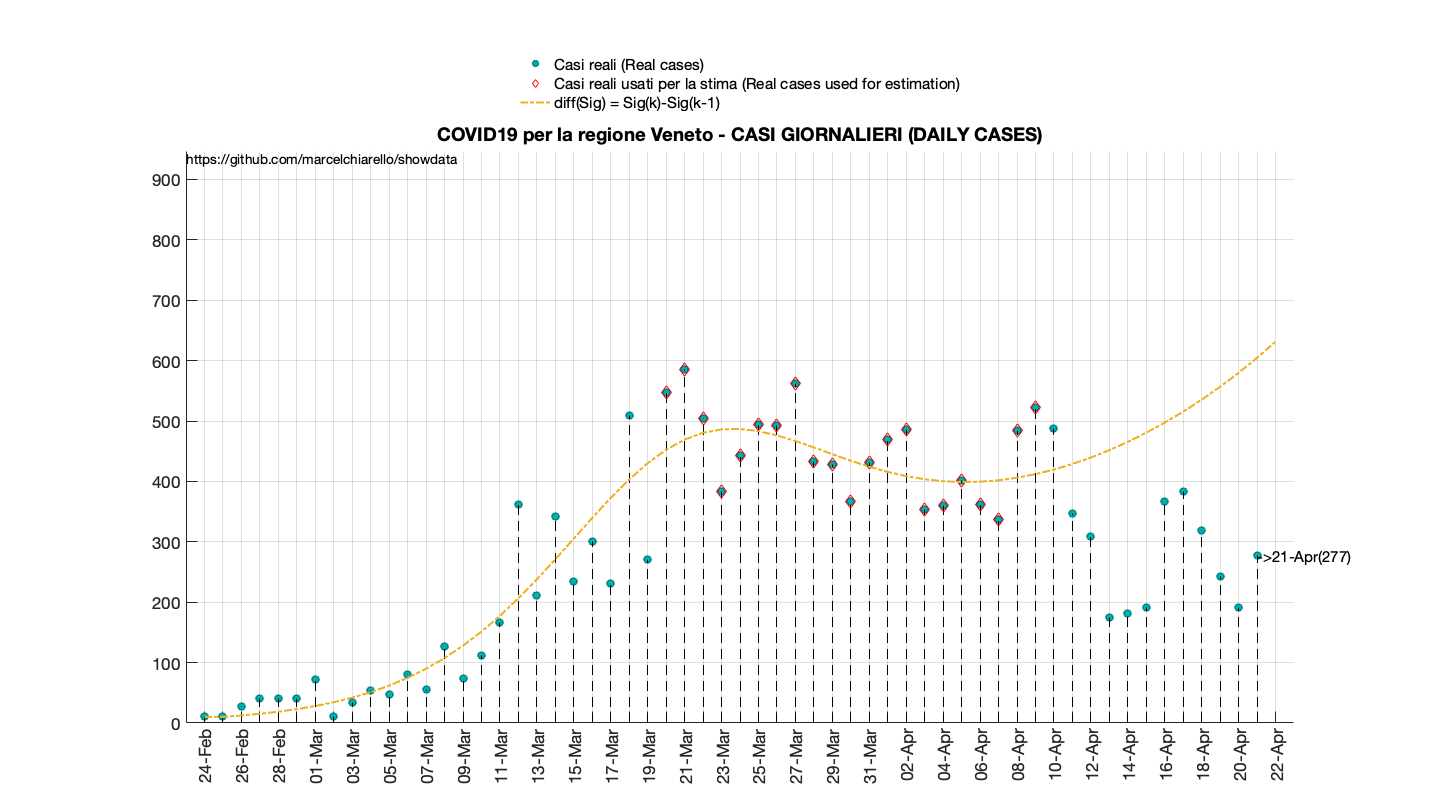 Casi reali (Real cases)
Casi reali usati per la stima (Real cases used for estimation)
diff(Sig) = Sig(k)-Sig(k-1)
COVID19 per la regione Veneto - CASI GIORNALIERI (DAILY CASES)
https://github.com/marcelchiarello/showdata
900
800
700
600
500
400
300
200
100
0
->21-Apr(277)
24-Feb
26-Feb
28-Feb
01-Mar
03-Mar
05-Mar
07-Mar
09-Mar
11-Mar
13-Mar
15-Mar
17-Mar
19-Mar
21-Mar
23-Mar
25-Mar
27-Mar
29-Mar
31-Mar
02-Apr
04-Apr
06-Apr
08-Apr
10-Apr
12-Apr
14-Apr
16-Apr
18-Apr
20-Apr
22-Apr